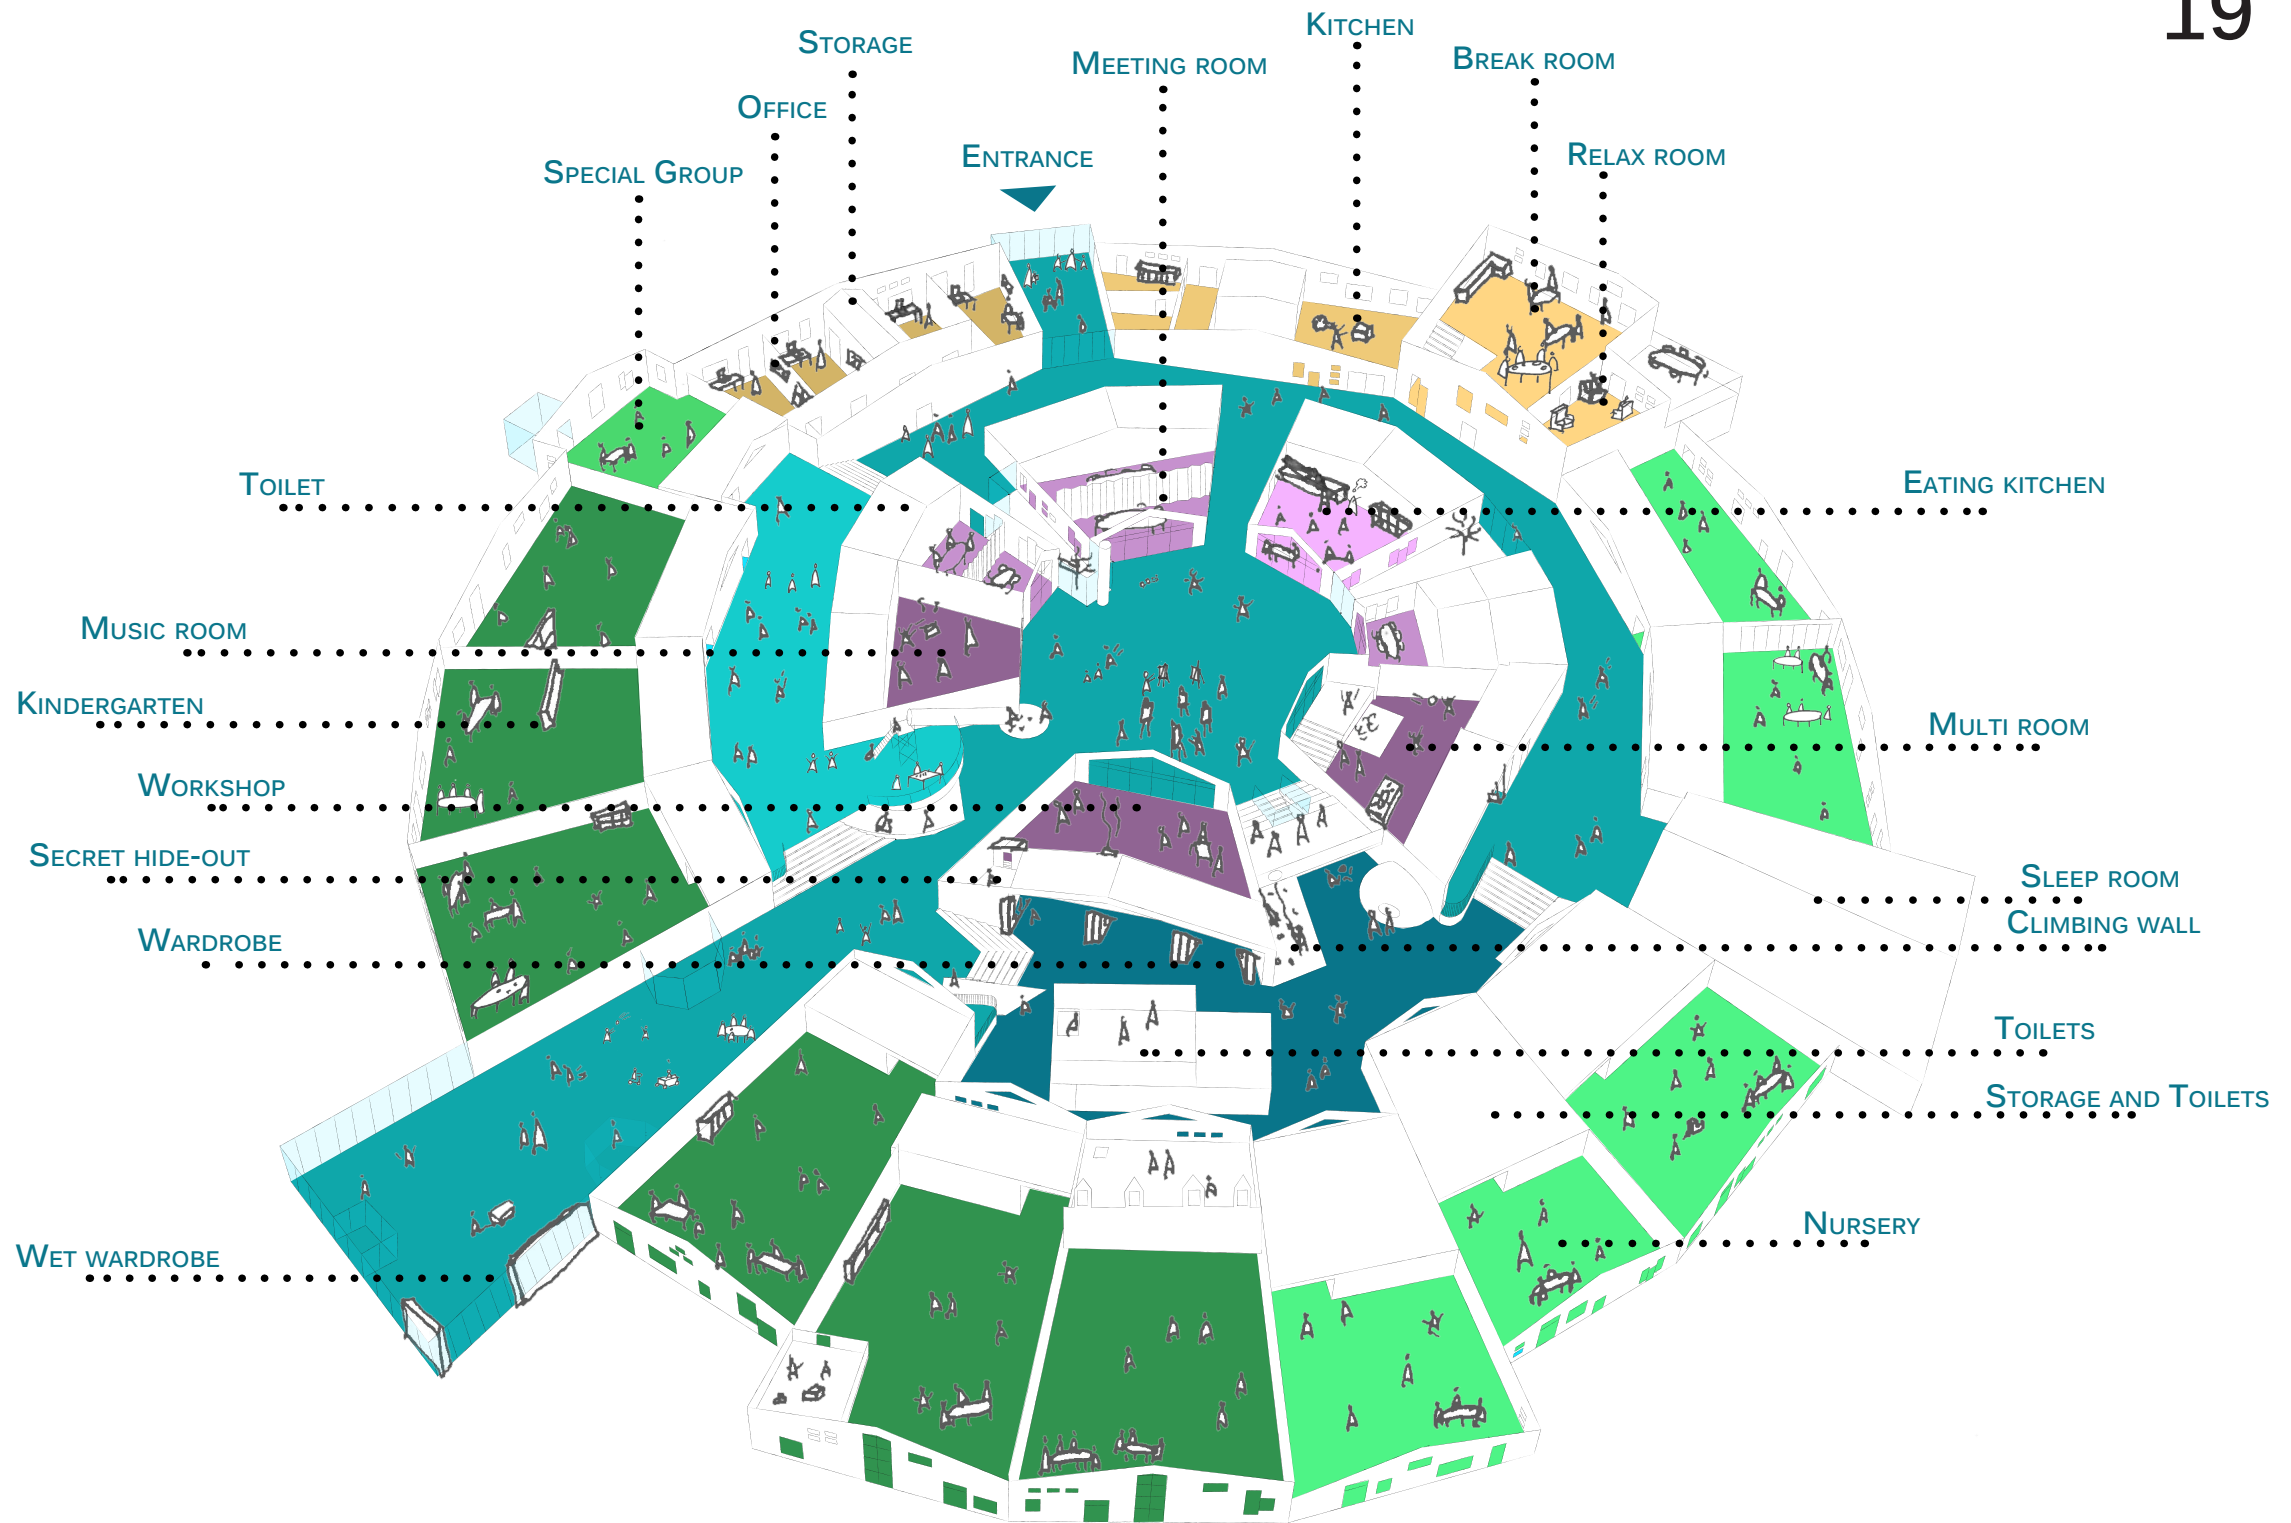 19
Kitchen
Storage
Break room
Meeting room
Office
Entrance
Relax room
Special Group
Toilet
Eating kitchen
Music room
Kindergarten
Multi room
Workshop
Secret hide-out
Sleep room
Climbing wall
Wardrobe
Toilets
Storage and Toilets
Nursery
Wet wardrobe